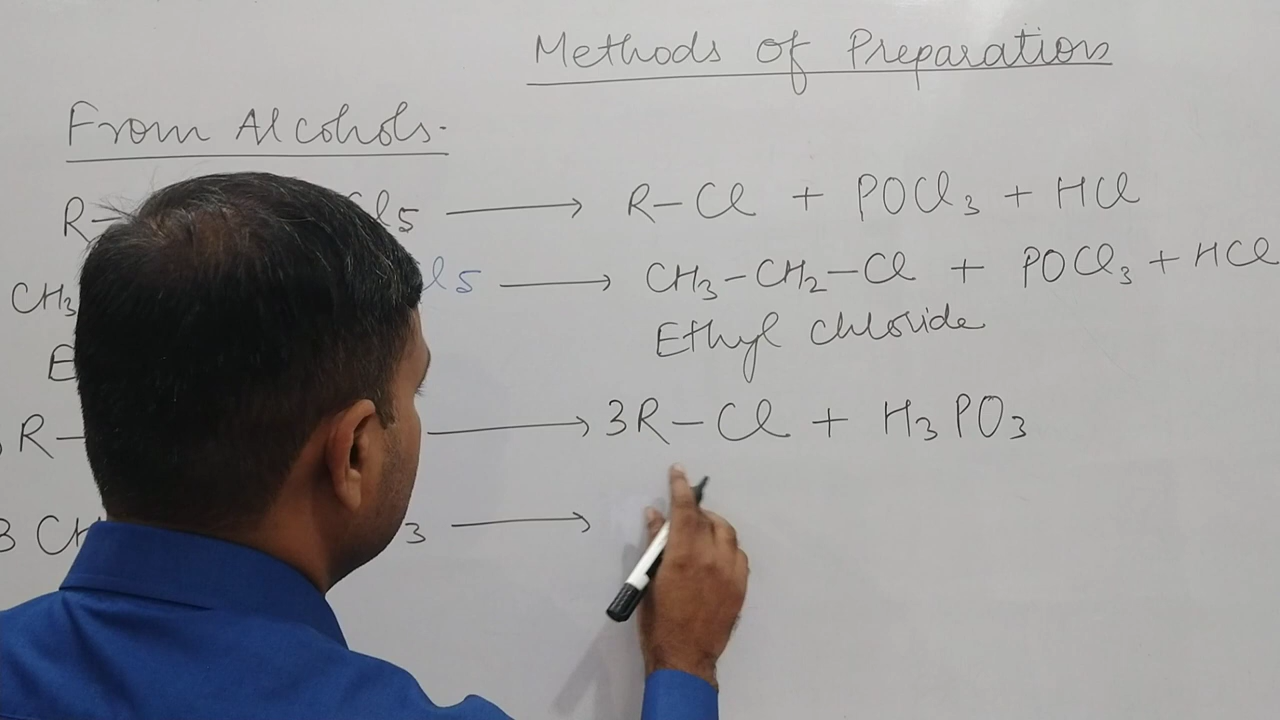 Methods of Preparation
From Alcohols.
R- Cl5 ⟶ R-Cl + POCl3 + HCl
CH3 l5 ⟶ CH3-CH2-Cl + POCl3 + HCl
E Ethyl chloride
R- ⟶ 3R-Cl + H3PO3
3 CH 3 ⟶